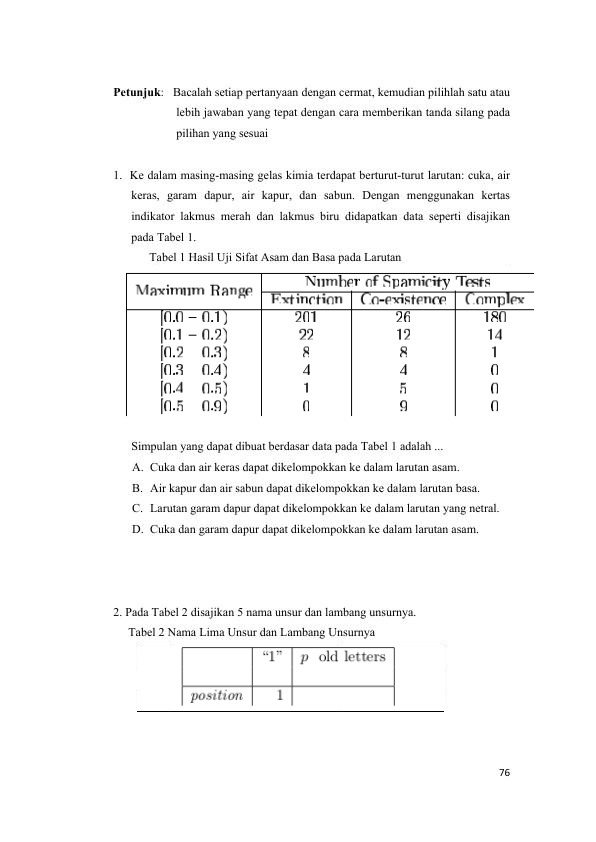 Petunjuk: Bacalah setiap pertanyaan dengan cermat, kemudian pilihlah satu atau
lebih jawaban yang tepat dengan cara memberikan tanda silang pada
pilihan yang sesuai
1. Ke dalam masing-masing gelas kimia terdapat berturut-turut larutan: cuka, air
keras, garam dapur, air kapur, dan sabun. Dengan menggunakan kertas
indikator lakmus merah dan lakmus biru didapatkan data seperti disajikan
pada Tabel 1.
Tabel 1 Hasil Uji Sifat Asam dan Basa pada Larutan
Maximum Range Number of Spamicity Tests
Extinction Co-existence Complex
[0.0 – 0.1) 201 26 180
[0.1 – 0.2) 22 12 14
[0.2 0.3) 8 8 1
[0.3 0.4) 4 4 0
[0.4 0.5) 1 5 0
[0.5 0.9) 0 9 0
Simpulan yang dapat dibuat berdasar data pada Tabel 1 adalah ...
A. Cuka dan air keras dapat dikelompokkan ke dalam larutan asam.
B. Air kapur dan air sabun dapat dikelompokkan ke dalam larutan basa.
C. Larutan garam dapur dapat dikelompokkan ke dalam larutan yang netral.
D. Cuka dan garam dapur dapat dikelompokkan ke dalam larutan asam.
2. Pada Tabel 2 disajikan 5 nama unsur dan lambang unsurnya.
Tabel 2 Nama Lima Unsur dan Lambang Unsurnya
“1” p old letters
position 1
76